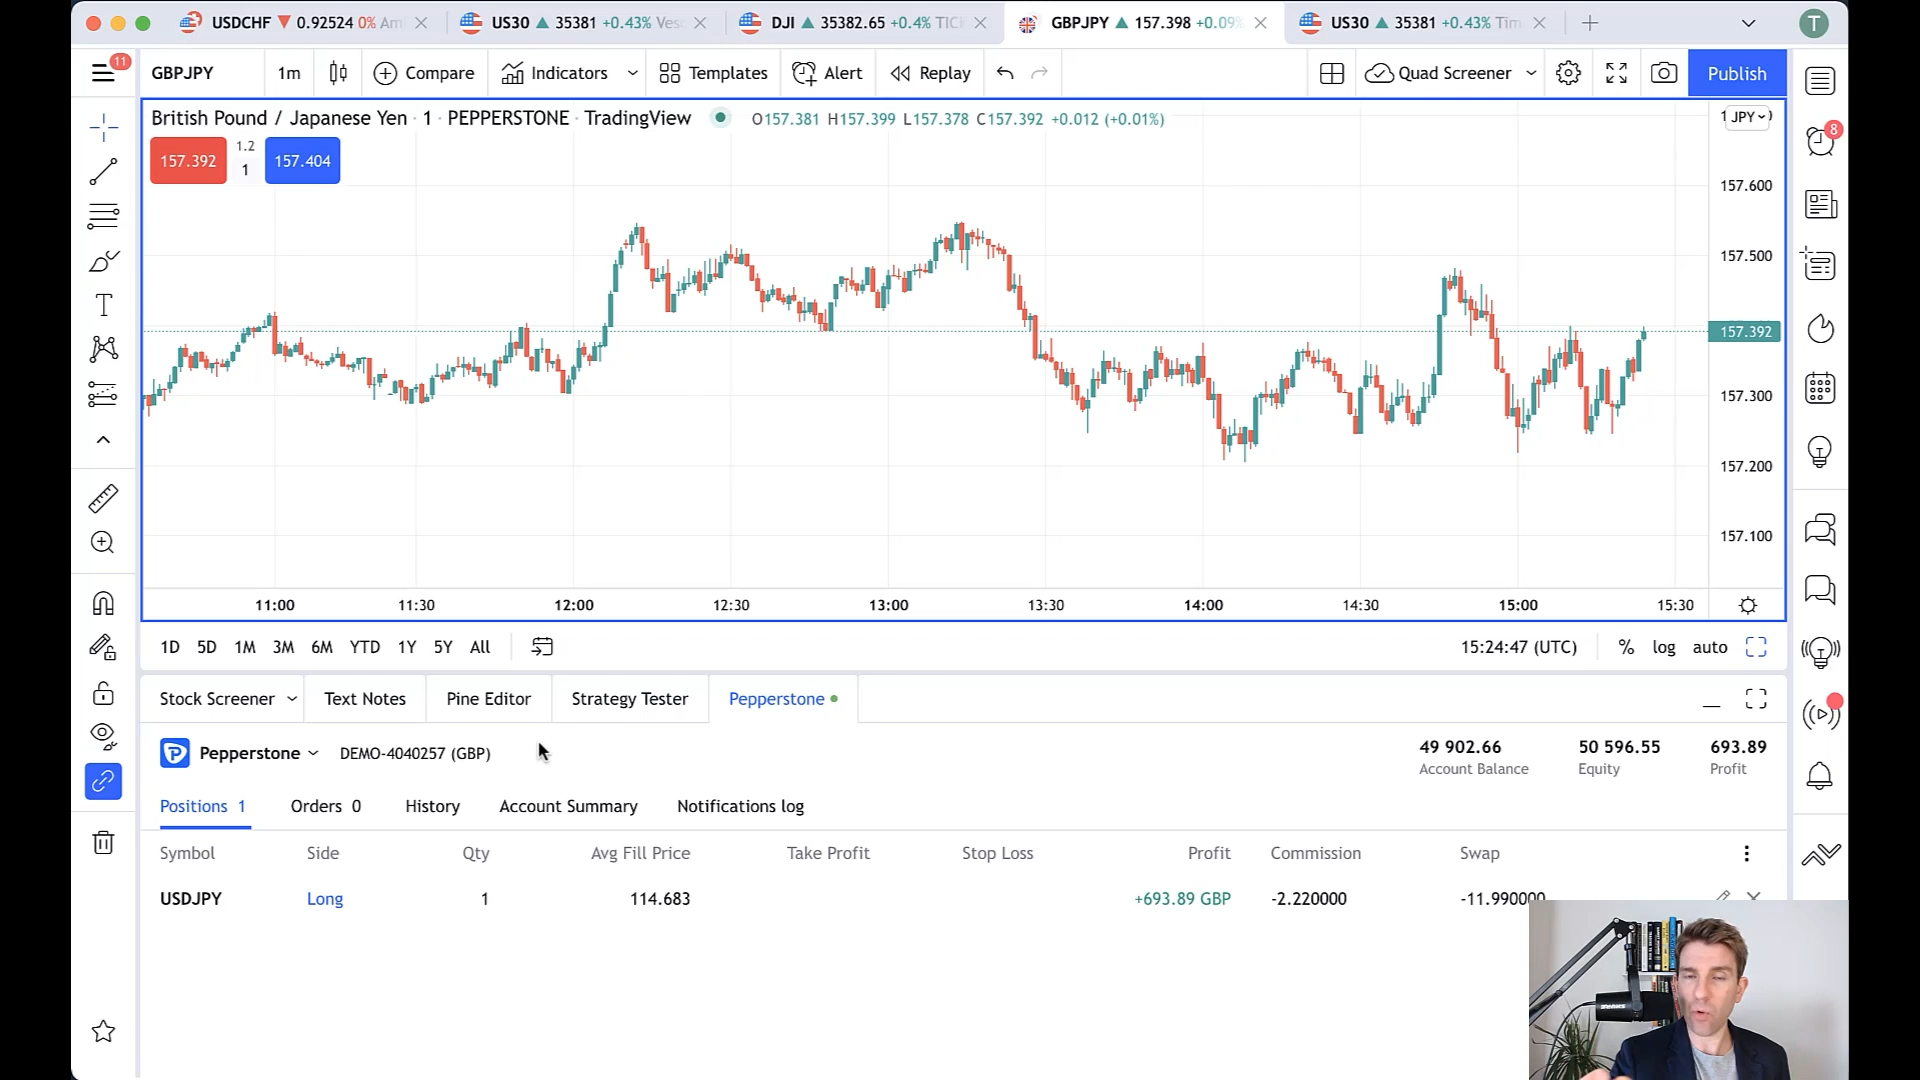 USDCHF ▼ 0.92524 0% Am
US30 ▲ 35381 +0.43% Ves
DJI ▲ 35382.65 +0.4% TIC
GBPJPY ▲ 157.398 +0.09%
US30 ▲ 35381 +0.43% Tim
T
11
GBPJPY
1m
Compare
Indicators
Templates
Alert
Replay
Quad Screener
Publish
British Pound / Japanese Yen · 1 · PEPPERSTONE · TradingView
O157.381 H157.399 L157.378 C157.392 +0.012 (+0.01%)
JPY
157.392
1.2
1
157.404
8
157.600
157.500
157.392
157.300
157.200
157.100
11:00
11:30
12:00
12:30
13:00
13:30
14:00
14:30
15:00
15:30
1D 5D 1M 3M 6M YTD 1Y 5Y All
15:24:47 (UTC)
% log auto
Stock Screener
Text Notes
Pine Editor
Strategy Tester
Pepperstone
Pepperstone
DEMO-4040257 (GBP)
49 902.66
Account Balance
50 596.55
Equity
693.89
Profit
Positions 1
Orders 0
History
Account Summary
Notifications log
Symbol Side Qty Avg Fill Price Take Profit Stop Loss Profit Commission Swap
USDJPY Long 1 114.683 +693.89 GBP -2.220000 -11.990000